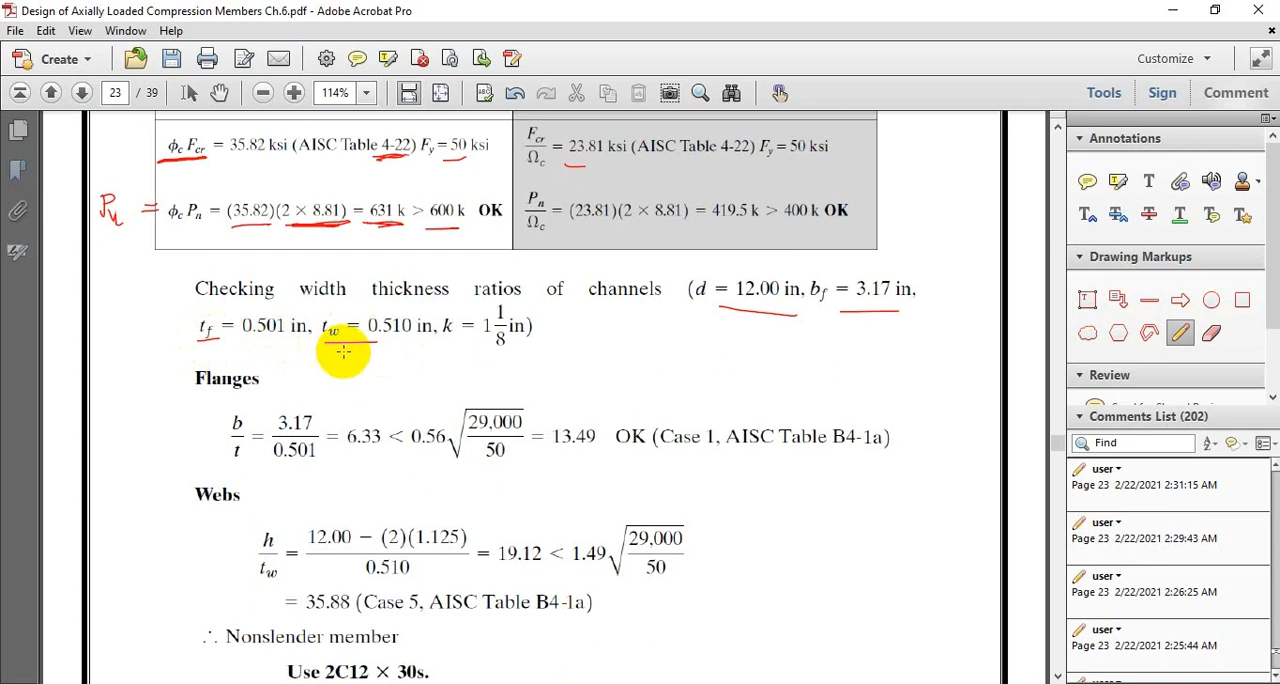 Design of Axially Loaded Compression Members Ch.6.pdf - Adobe Acrobat Pro
File Edit View Window Help
Create Customize
23 / 39 114% Tools Sign Comment
ϕc Fcr = 35.82 ksi (AISC Table 4-22) Fy = 50 ksi
Fcr/Ωc = 23.81 ksi (AISC Table 4-22) Fy = 50 ksi
Pu = ϕc Pn = (35.82)(2 × 8.81) = 631 k > 600 k OK
Pn/Ωc = (23.81)(2 × 8.81) = 419.5 k > 400 k OK
Checking width thickness ratios of channels (d = 12.00 in, bf = 3.17 in,
tf = 0.501 in, tw = 0.510 in, k = 1 1/8 in)
Flanges
b/t = 3.17/0.501 = 6.33 < 0.56√(29,000/50) = 13.49 OK (Case 1, AISC Table B4-1a)
Webs
h/tw = (12.00 − (2)(1.125))/0.510 = 19.12 < 1.49√(29,000/50)
= 35.88 (Case 5, AISC Table B4-1a)
∴ Nonslender member
Use 2C12 × 30s.
Annotations
Drawing Markups
Review
Comments List (202)
Find
user
Page 23 2/22/2021 2:31:15 AM
user
Page 23 2/22/2021 2:29:43 AM
user
Page 23 2/22/2021 2:26:25 AM
user
Page 23 2/22/2021 2:25:44 AM